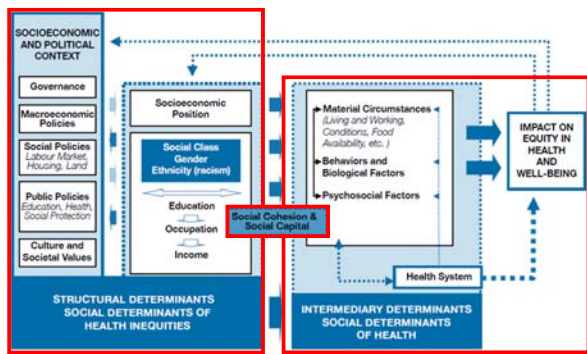 SOCIOECONOMIC
AND POLITICAL
CONTEXT
Governance
Macroeconomic
Policies
Social Policies
Labour Market,
Housing, Land
Public Policies
Education, Health,
Social Protection
Culture and
Societal Values
Socioeconomic
Position
Social Class
Gender
Ethnicity (racism)
Education
Occupation
Income
Social Cohesion &
Social Capital
STRUCTURAL DETERMINANTS
SOCIAL DETERMINANTS OF
HEALTH INEQUITIES
Material Circumstances
(Living and Working,
Conditions, Food
Availability, etc. )
Behaviors and
Biological Factors
Psychosocial Factors
Health System
INTERMEDIARY DETERMINANTS
SOCIAL DETERMINANTS
OF HEALTH
IMPACT ON
EQUITY IN
HEALTH
AND
WELL-BEING